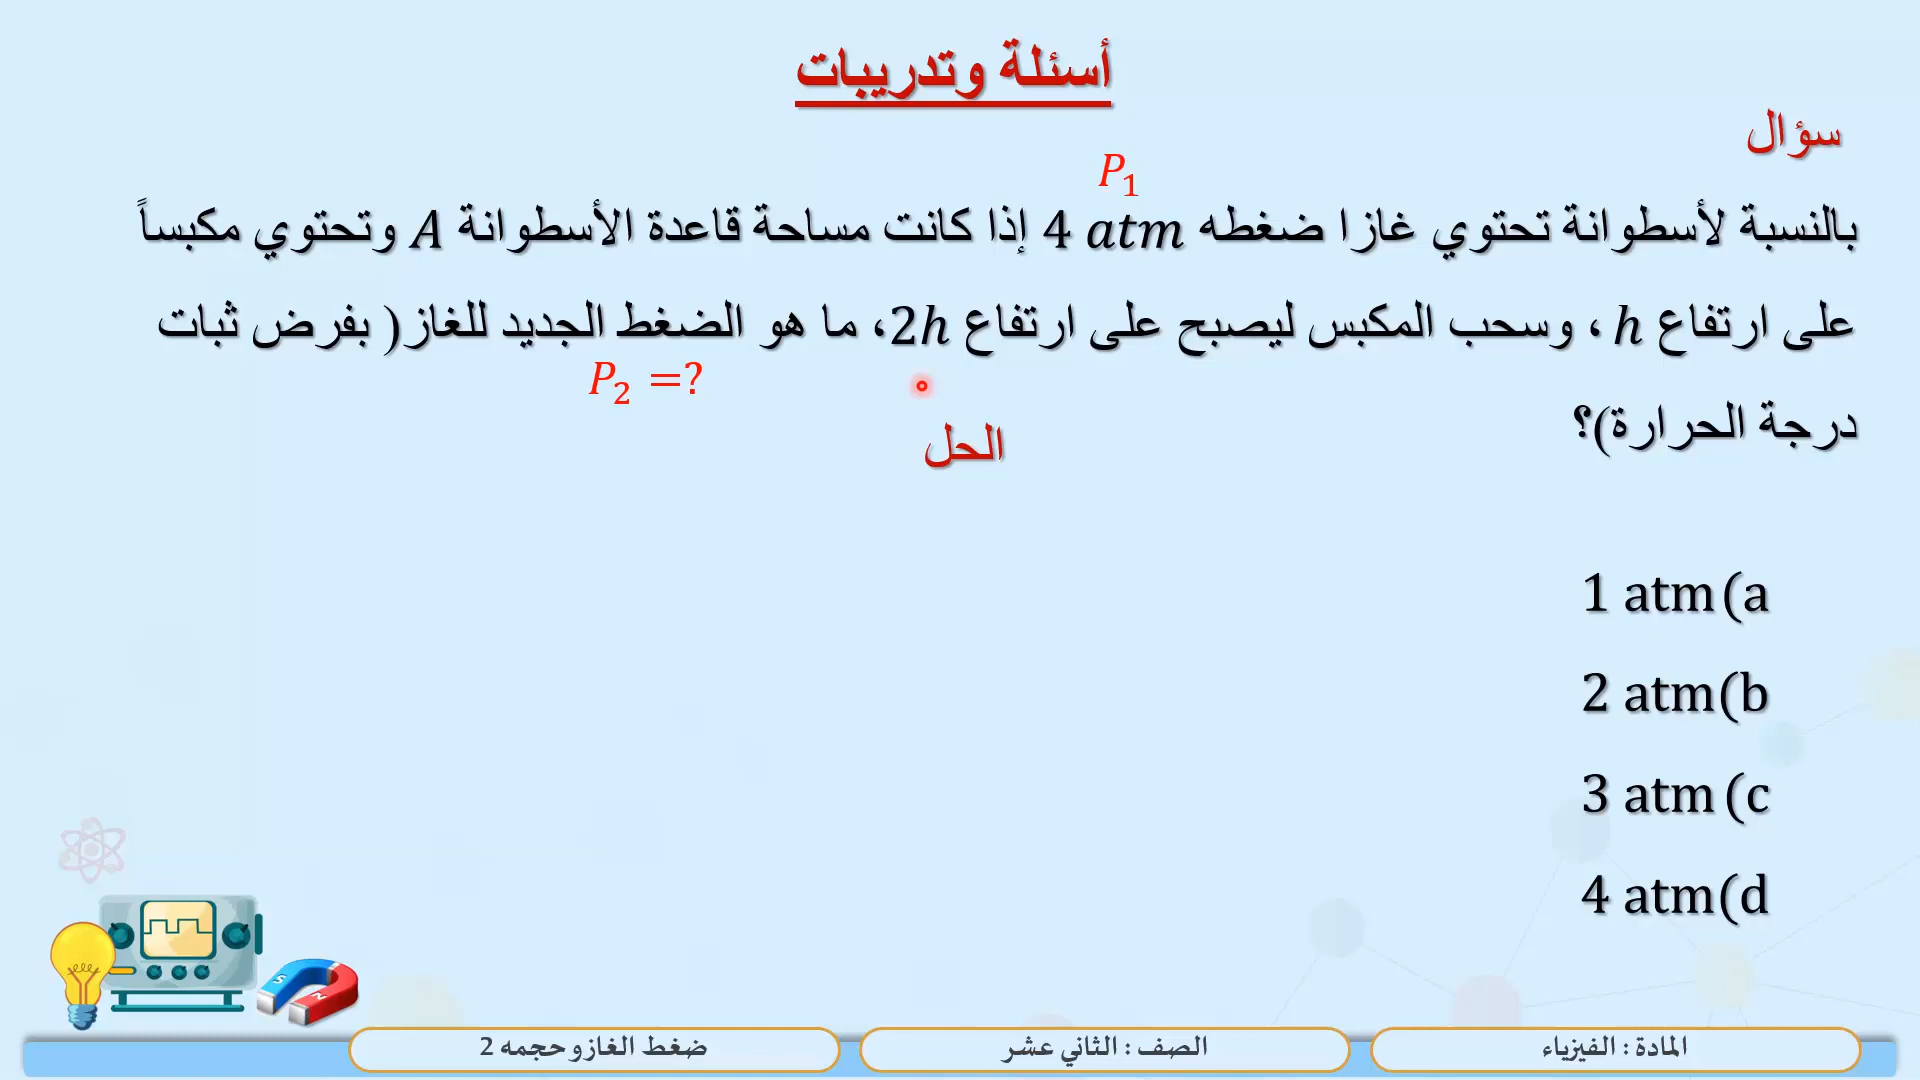 أسئلة وتدريبات
سؤال
P₁
بالنسبة لأسطوانة تحتوي غازا ضغطه 4 atm إذا كانت مساحة قاعدة الأسطوانة A وتحتوي مكبساً
على ارتفاع h ، وسحب المكبس ليصبح على ارتفاع 2h، ما هو الضغط الجديد للغاز( بفرض ثبات
P₂ =?
درجة الحرارة)؟
الحل
1 atm (a
2 atm (b
3 atm (c
4 atm (d
S N
المادة : الفيزياء
الصف : الثاني عشر
ضغط الغاز وحجمه 2